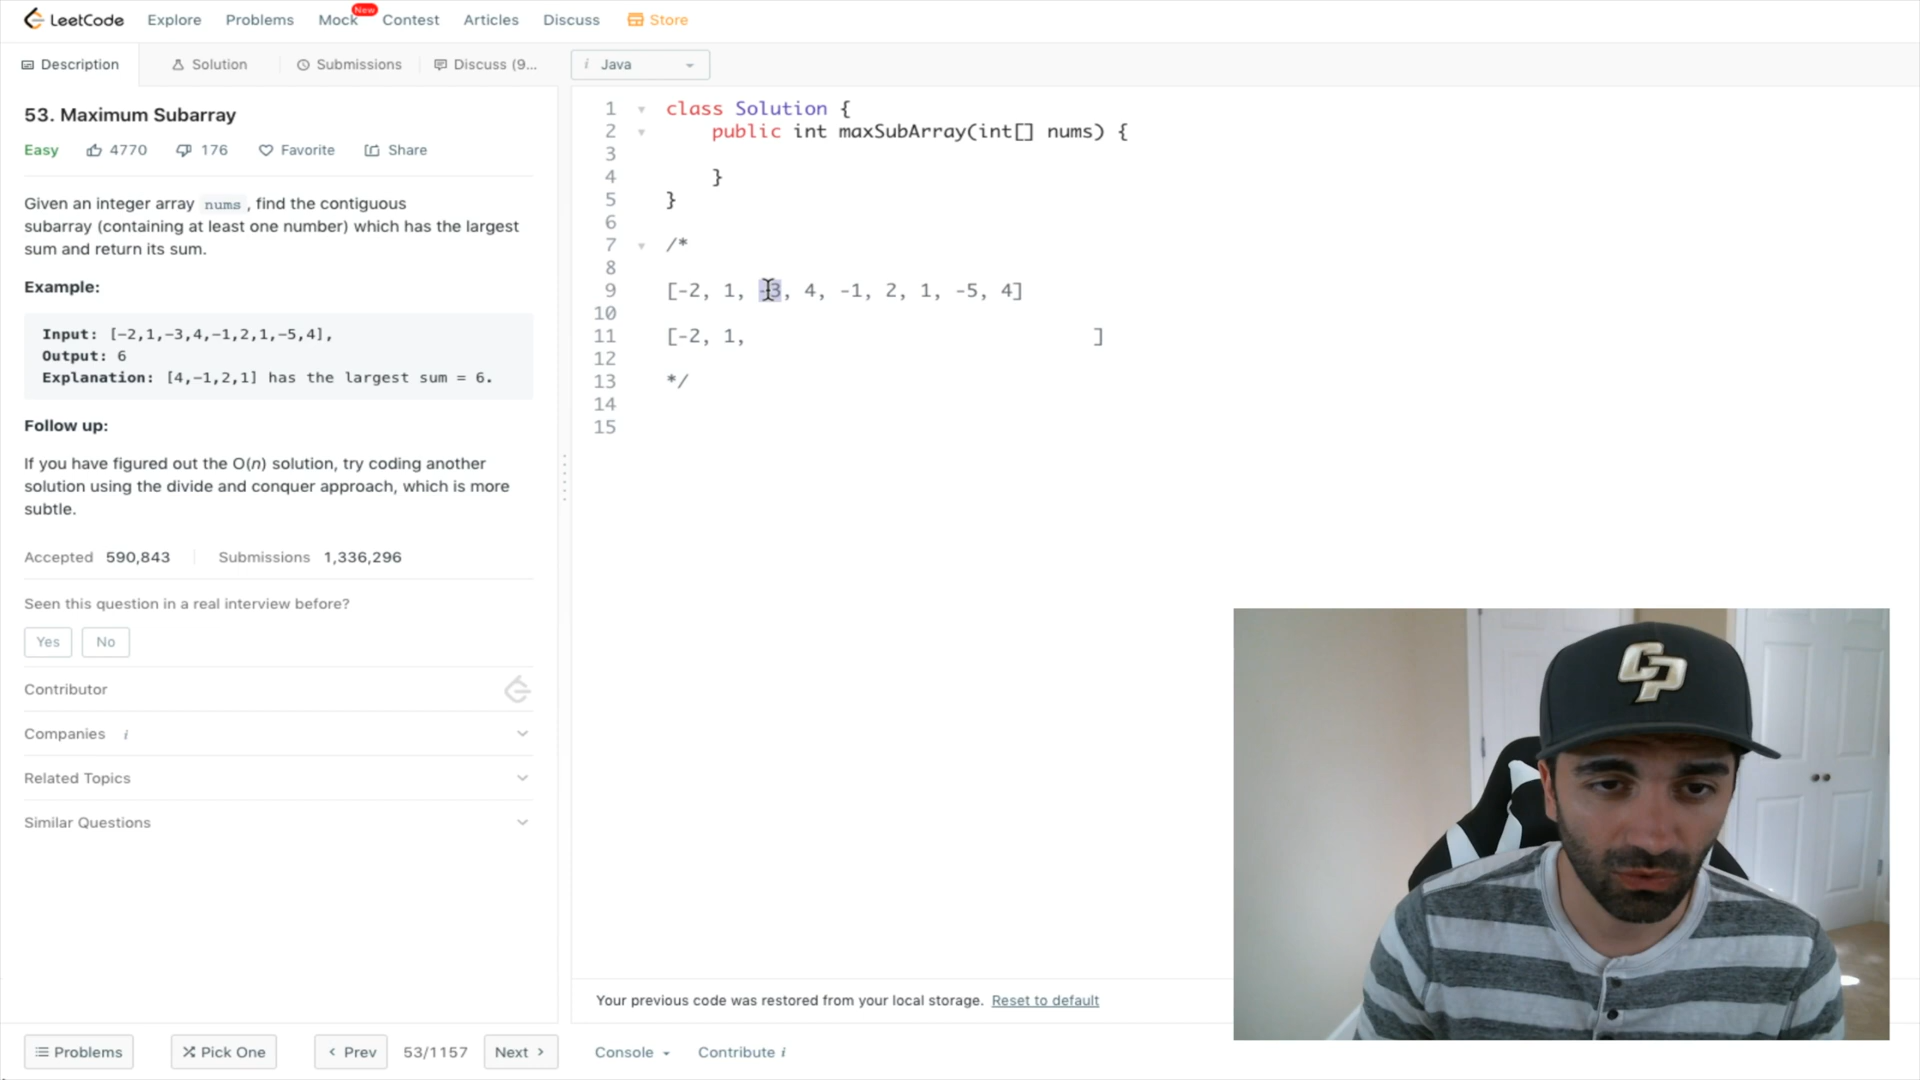 LeetCode Explore Problems Mock New Contest Articles Discuss Store
Description Solution Submissions Discuss (9... i Java
53. Maximum Subarray
Easy 4770 176 Favorite Share
Given an integer array nums , find the contiguous
subarray (containing at least one number) which has the largest
sum and return its sum.
Example:
Input: [-2,1,-3,4,-1,2,1,-5,4],
Output: 6
Explanation: [4,-1,2,1] has the largest sum = 6.
Follow up:
If you have figured out the O(n) solution, try coding another
solution using the divide and conquer approach, which is more
subtle.
Accepted 590,843 Submissions 1,336,296
Seen this question in a real interview before?
Yes No
Contributor
Companies i
Related Topics
Similar Questions
Problems Pick One < Prev 53/1157 Next >
1 class Solution {
2 public int maxSubArray(int[] nums) {
3
4 }
5 }
6
7 /*
8
9 [-2, 1, -3, 4, -1, 2, 1, -5, 4]
10
11 [-2, 1, ]
12
13 */
14
15
Your previous code was restored from your local storage. Reset to default
Console Contribute i
CP